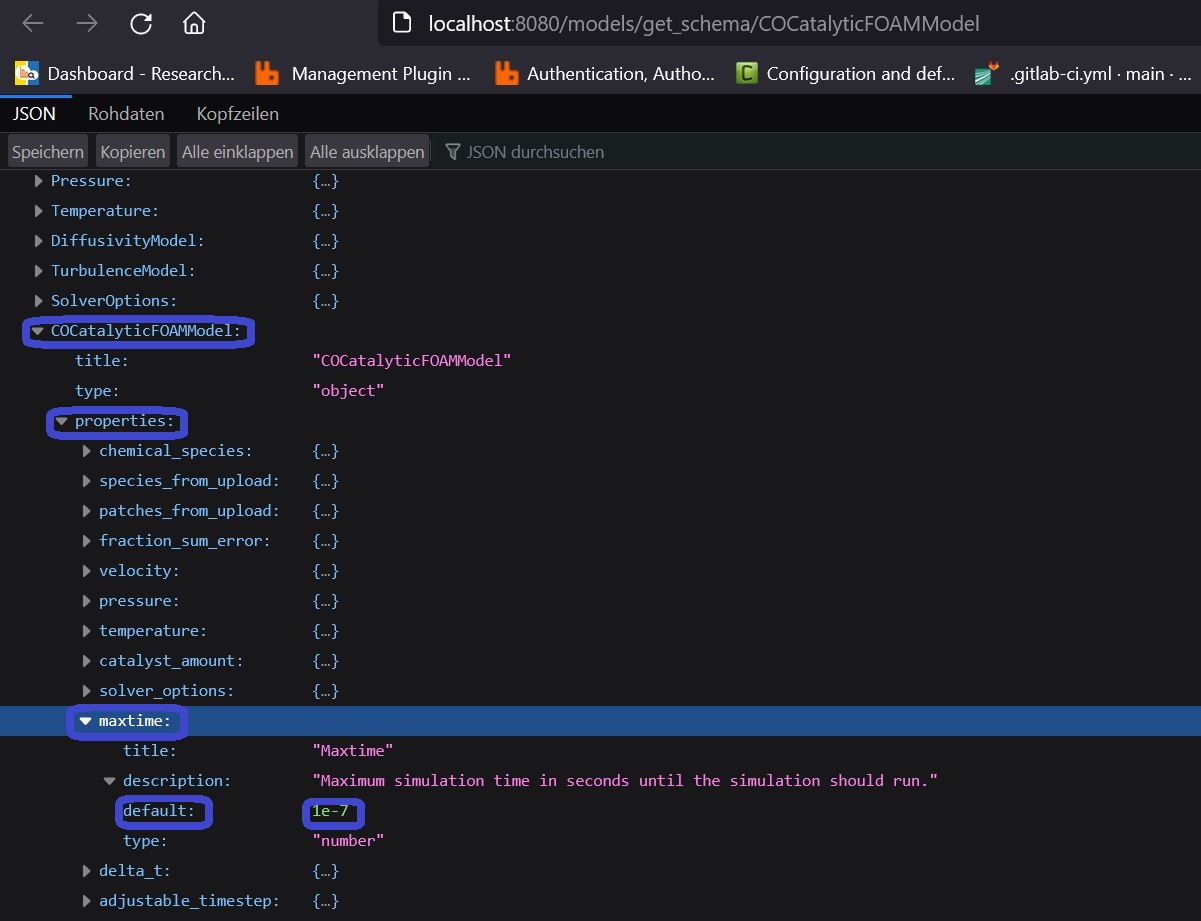 localhost:8080/models/get_schema/COCatalyticFOAMModel
Dashboard - Research... Management Plugin ... Authentication, Autho... C Configuration and def... .gitlab-ci.yml · main · ...
JSON Rohdaten Kopfzeilen
Speichern Kopieren Alle einklappen Alle ausklappen JSON durchsuchen
Pressure: {…}
Temperature: {…}
DiffusivityModel: {…}
TurbulenceModel: {…}
SolverOptions: {…}
COCatalyticFOAMModel:
title: "COCatalyticFOAMModel"
type: "object"
properties:
chemical_species: {…}
species_from_upload: {…}
patches_from_upload: {…}
fraction_sum_error: {…}
velocity: {…}
pressure: {…}
temperature: {…}
catalyst_amount: {…}
solver_options: {…}
maxtime:
title: "Maxtime"
description: "Maximum simulation time in seconds until the simulation should run."
default: 1e-7
type: "number"
delta_t: {…}
adjustable_timestep: {…}